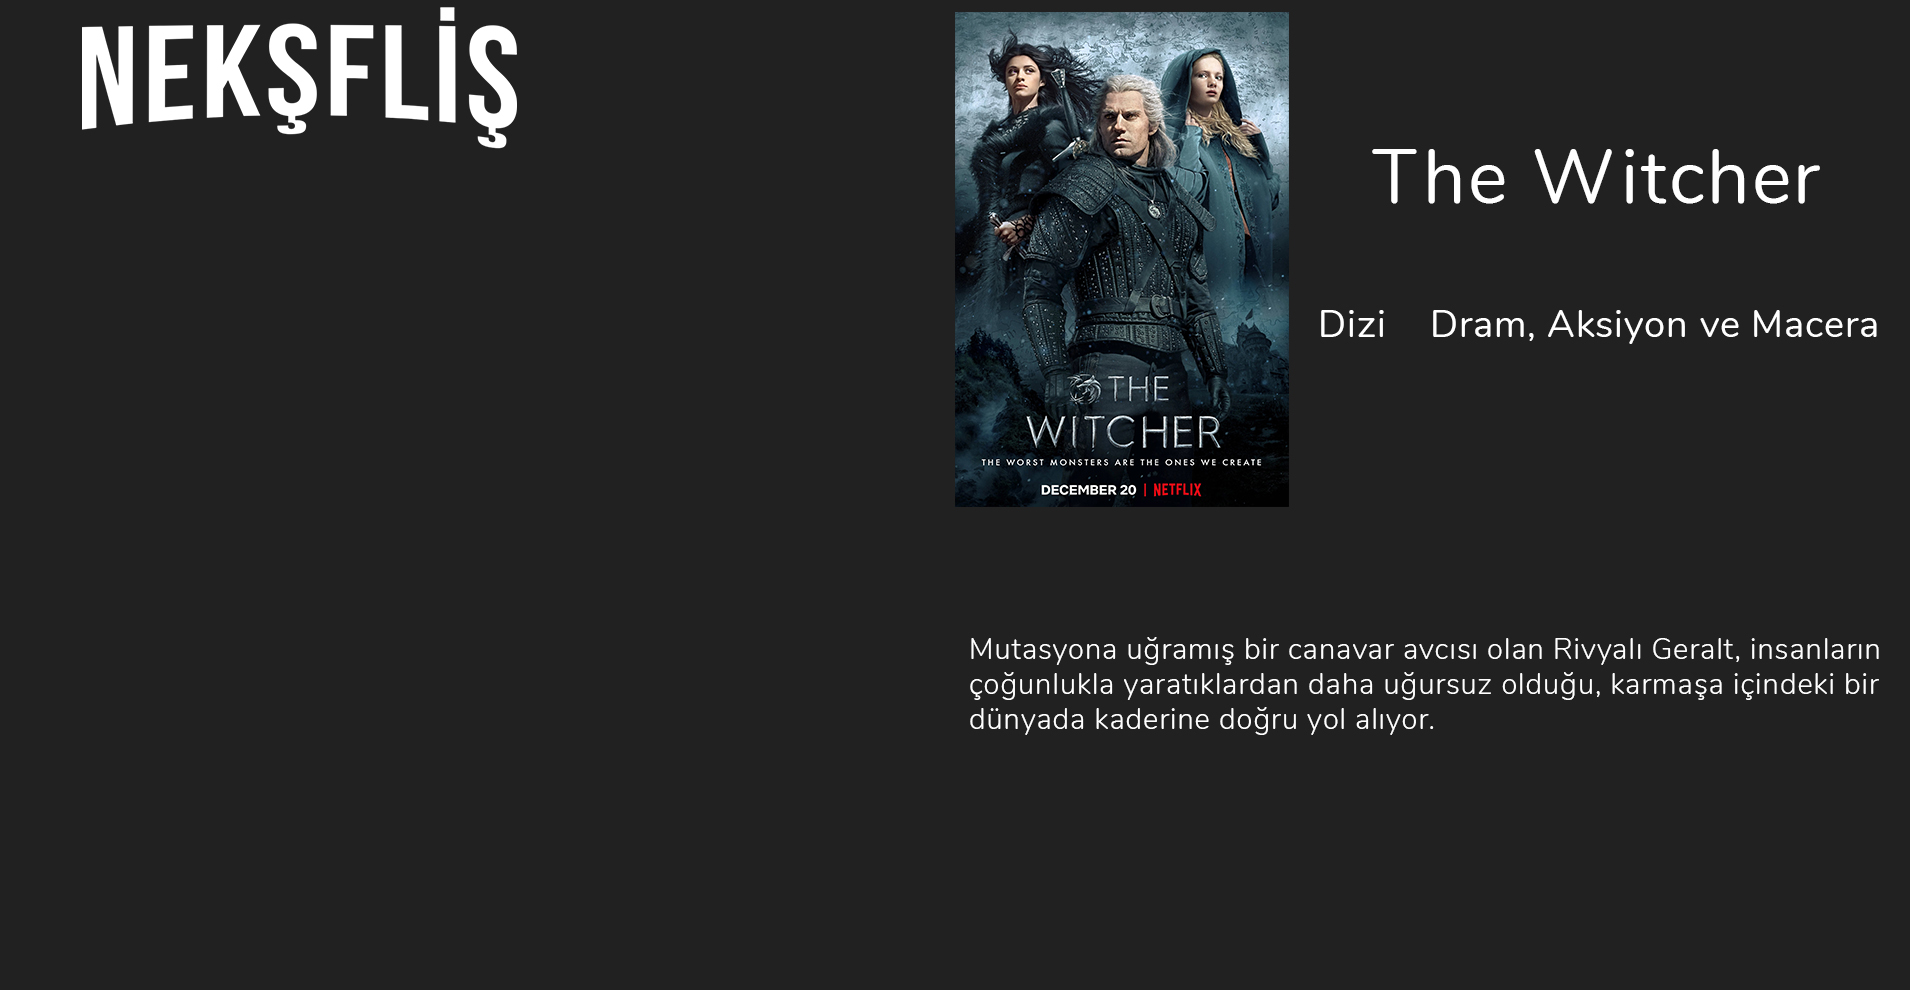 NEKŞFLİŞ
The Witcher
Dizi Dram, Aksiyon ve Macera
THE
WITCHER
THE WORST MONSTERS ARE THE ONES WE CREATE
DECEMBER 20 | NETFLIX
Mutasyona uğramış bir canavar avcısı olan Rivyalı Geralt, insanların
çoğunlukla yaratıklardan daha uğursuz olduğu, karmaşa içindeki bir
dünyada kaderine doğru yol alıyor.